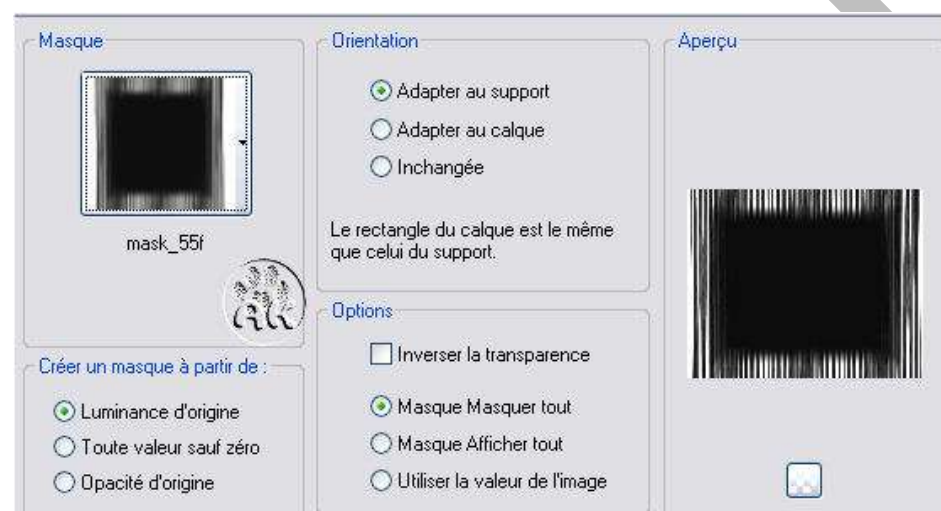 Masque
mask_55f
Créer un masque à partir de :
Luminance d'origine
Toute valeur sauf zéro
Opacité d'origine
Orientation
Adapter au support
Adapter au calque
Inchangée
Le rectangle du calque est le même
que celui du support.
Options
Inverser la transparence
Masque Masquer tout
Masque Afficher tout
Utiliser la valeur de l'image
Aperçu